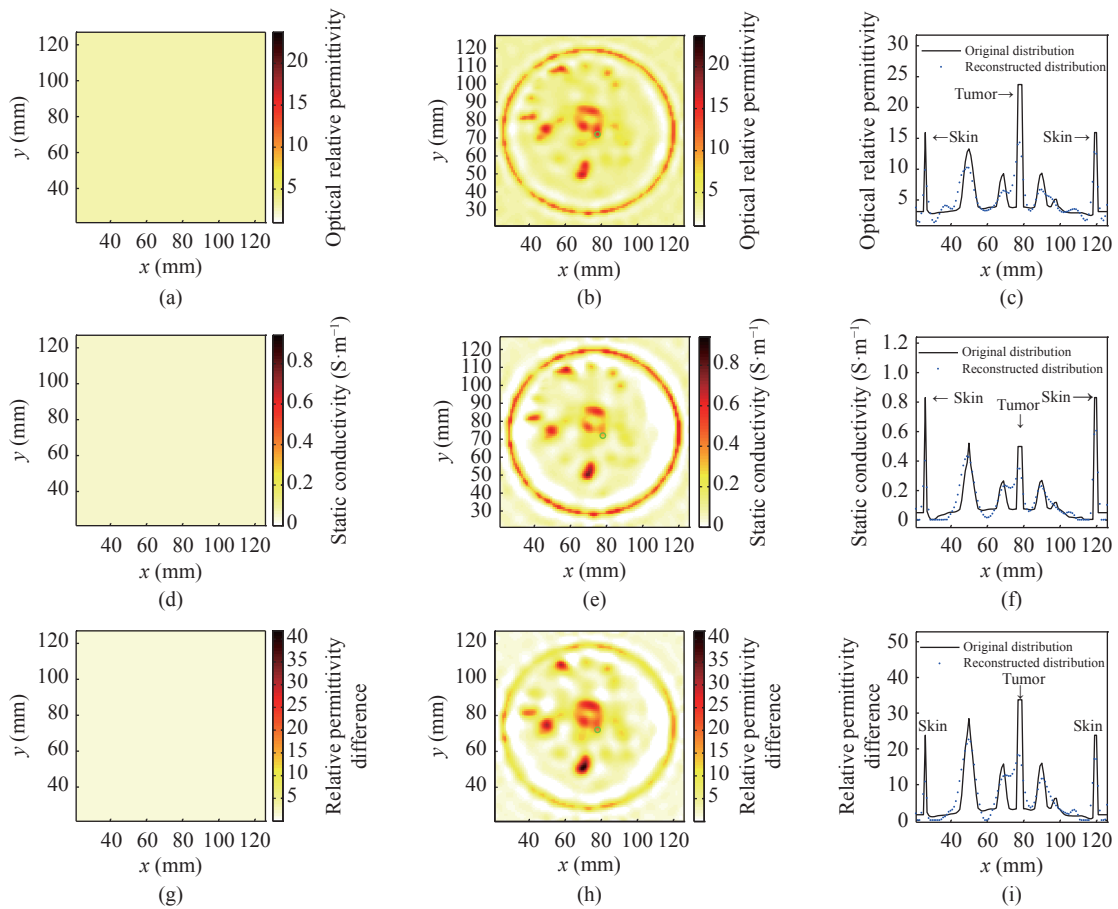 120
100
80
60
40
40 60 80 100 120
20
15
10
5
y (mm)
x (mm)
Optical relative permittivity
(a)
120
110
100
90
80
70
60
50
40
30
40 60 80 100 120
20
15
10
5
y (mm)
x (mm)
Optical relative permittivity
(b)
30
25
20
15
10
5
20 40 60 80 100 120
Original distribution
Reconstructed distribution
Tumor→
←Skin
Skin→
Optical relative permittivity
x (mm)
(c)
120
100
80
60
40
40 60 80 100 120
0.8
0.6
0.4
0.2
0
y (mm)
x (mm)
Static conductivity (S·m⁻¹)
(d)
120
110
100
90
80
70
60
50
40
30
40 60 80 100 120
0.8
0.6
0.4
0.2
0
y (mm)
x (mm)
Static conductivity (S·m⁻¹)
(e)
1.2
1.0
0.8
0.6
0.4
0.2
0
20 40 60 80 100 120
Original distribution
Reconstructed distribution
← Skin
Skin→
Tumor
↓
Static conductivity (S·m⁻¹)
x (mm)
(f)
120
100
80
60
40
40 60 80 100 120
40
35
30
25
20
15
10
5
y (mm)
x (mm)
Relative permittivity
difference
(g)
120
100
80
60
40
40 60 80 100 120
40
35
30
25
20
15
10
5
y (mm)
x (mm)
Relative permittivity
difference
(h)
50
40
30
20
10
0
20 40 60 80 100 120
Original distribution
Reconstructed distribution
Tumor
↓
Skin
Skin
Relative permittivity
difference
x (mm)
(i)